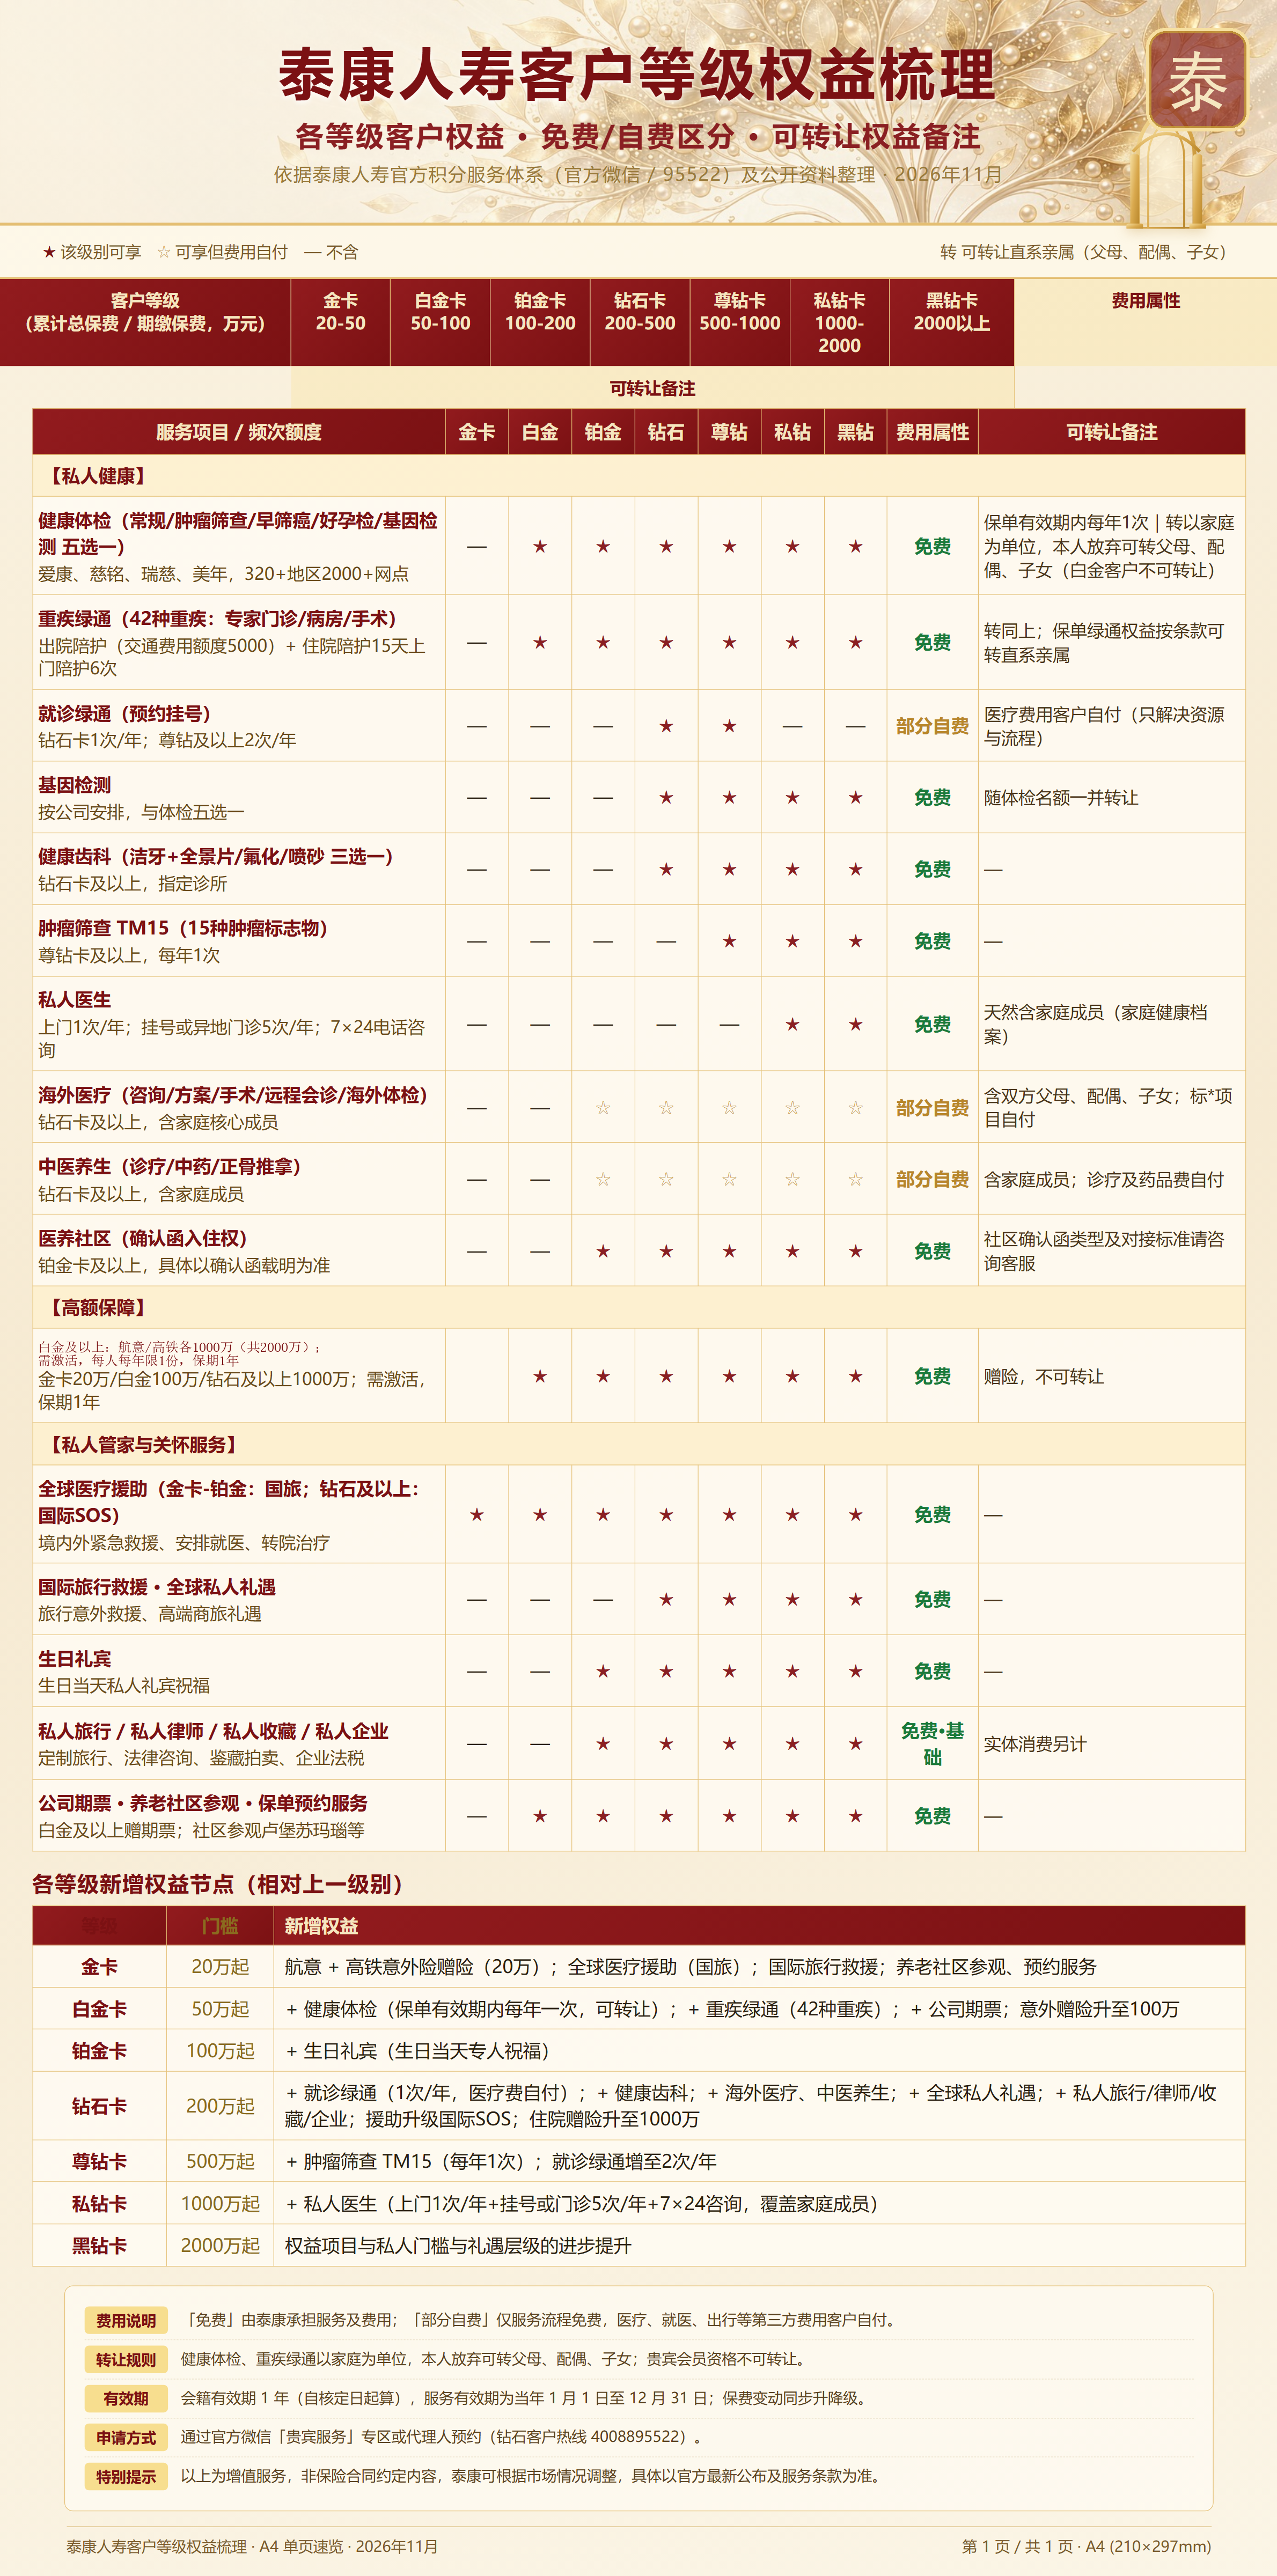 泰康人寿客户等级权益梳理
泰
各等级客户权益 • 免费/自费区分 • 可转让权益备注
依据泰康人寿官方积分服务体系（官方微信 / 95522）及公开资料整理 · 2026年11月
★ 该级别可享 ☆ 可享但费用自付 — 不含
转 可转让直系亲属（父母、配偶、子女）
客户等级
（累计总保费 / 期缴保费，万元）
金卡
20-50
白金卡
50-100
铂金卡
100-200
钻石卡
200-500
尊钻卡
500-1000
私钻卡
1000-
2000
黑钻卡
2000以上
费用属性
可转让备注
服务项目 / 频次额度 金卡 白金 铂金 钻石 尊钻 私钻 黑钻 费用属性 可转让备注
【私人健康】
健康体检（常规/肿瘤筛查/早筛癌/好孕检/基因检
测 五选一）
爱康、慈铭、瑞慈、美年，320+地区2000+网点
— ★ ★ ★ ★ ★ ★ 免费
保单有效期内每年1次 | 转以家庭
为单位，本人放弃可转父母、配
偶、子女（白金客户不可转让）
重疾绿通（42种重疾：专家门诊/病房/手术）
出院陪护（交通费用额度5000）+ 住院陪护15天上
门陪护6次
— ★ ★ ★ ★ ★ ★ 免费
转同上；保单绿通权益按条款可
转直系亲属
就诊绿通（预约挂号）
钻石卡1次/年；尊钻及以上2次/年
— — — ★ ★ — — 部分自费
医疗费用客户自付（只解决资源
与流程）
基因检测
按公司安排，与体检五选一
— — — ★ ★ ★ ★ 免费
随体检名额一并转让
健康齿科（洁牙+全景片/氟化/喷砂 三选一）
钻石卡及以上，指定诊所
— — — ★ ★ ★ ★ 免费 —
肿瘤筛查 TM15（15种肿瘤标志物）
尊钻卡及以上，每年1次
— — — — ★ ★ ★ 免费 —
私人医生
上门1次/年；挂号或异地门诊5次/年；7×24电话咨
询
— — — — — ★ ★ 免费
天然含家庭成员（家庭健康档
案）
海外医疗（咨询/方案/手术/远程会诊/海外体检）
钻石卡及以上，含家庭核心成员
— — ☆ ☆ ☆ ☆ ☆ 部分自费
含双方父母、配偶、子女；标*项
目自付
中医养生（诊疗/中药/正骨推拿）
钻石卡及以上，含家庭成员
— — ☆ ☆ ☆ ☆ ☆ 部分自费
含家庭成员；诊疗及药品费自付
医养社区（确认函入住权）
铂金卡及以上，具体以确认函载明为准
— — ★ ★ ★ ★ ★ 免费
社区确认函类型及对接标准请咨
询客服
【高额保障】
白金及以上：航意/高铁各1000万（共2000万）；
需激活，每人每年限1份，保期1年
金卡20万/白金100万/钻石及以上1000万；需激活，
保期1年
★ ★ ★ ★ ★ ★ 免费
赠险，不可转让
【私人管家与关怀服务】
全球医疗援助（金卡-铂金：国旅；钻石及以上：
国际SOS）
境内外紧急救援、安排就医、转院治疗
★ ★ ★ ★ ★ ★ ★ 免费 —
国际旅行救援 • 全球私人礼遇
旅行意外救援、高端商旅礼遇
— — — ★ ★ ★ ★ 免费 —
生日礼宾
生日当天私人礼宾祝福
— — ★ ★ ★ ★ ★ 免费 —
私人旅行 / 私人律师 / 私人收藏 / 私人企业
定制旅行、法律咨询、鉴藏拍卖、企业法税
— — ★ ★ ★ ★ ★
免费•基
础
实体消费另计
公司期票 • 养老社区参观 • 保单预约服务
白金及以上赠期票；社区参观卢堡苏玛瑙等
— ★ ★ ★ ★ ★ ★ 免费 —
各等级新增权益节点（相对上一级别）
等级 门槛 新增权益
金卡 20万起 航意 + 高铁意外险赠险（20万）；全球医疗援助（国旅）；国际旅行救援；养老社区参观、预约服务
白金卡 50万起 + 健康体检（保单有效期内每年一次，可转让）；+ 重疾绿通（42种重疾）；+ 公司期票；意外赠险升至100万
铂金卡 100万起 + 生日礼宾（生日当天专人祝福）
钻石卡 200万起 + 就诊绿通（1次/年，医疗费自付）；+ 健康齿科；+ 海外医疗、中医养生；+ 全球私人礼遇；+ 私人旅行/律师/收
藏/企业；援助升级国际SOS；住院赠险升至1000万
尊钻卡 500万起 + 肿瘤筛查 TM15（每年1次）；就诊绿通增至2次/年
私钻卡 1000万起 + 私人医生（上门1次/年+挂号或门诊5次/年+7×24咨询，覆盖家庭成员）
黑钻卡 2000万起 权益项目与私人门槛与礼遇层级的进步提升
费用说明 「免费」由泰康承担服务及费用；「部分自费」仅服务流程免费，医疗、就医、出行等第三方费用客户自付。
转让规则 健康体检、重疾绿通以家庭为单位，本人放弃可转父母、配偶、子女；贵宾会员资格不可转让。
有效期 会籍有效期 1 年（自核定日起算），服务有效期为当年 1 月 1 日至 12 月 31 日；保费变动同步升降级。
申请方式 通过官方微信「贵宾服务」专区或代理人预约（钻石客户热线 4008895522）。
特别提示 以上为增值服务，非保险合同约定内容，泰康可根据市场情况调整，具体以官方最新公布及服务条款为准。
泰康人寿客户等级权益梳理 · A4 单页速览 · 2026年11月
第 1 页 / 共 1 页 · A4 (210×297mm)